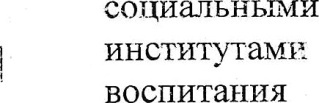 социальными
институтами
воспитания